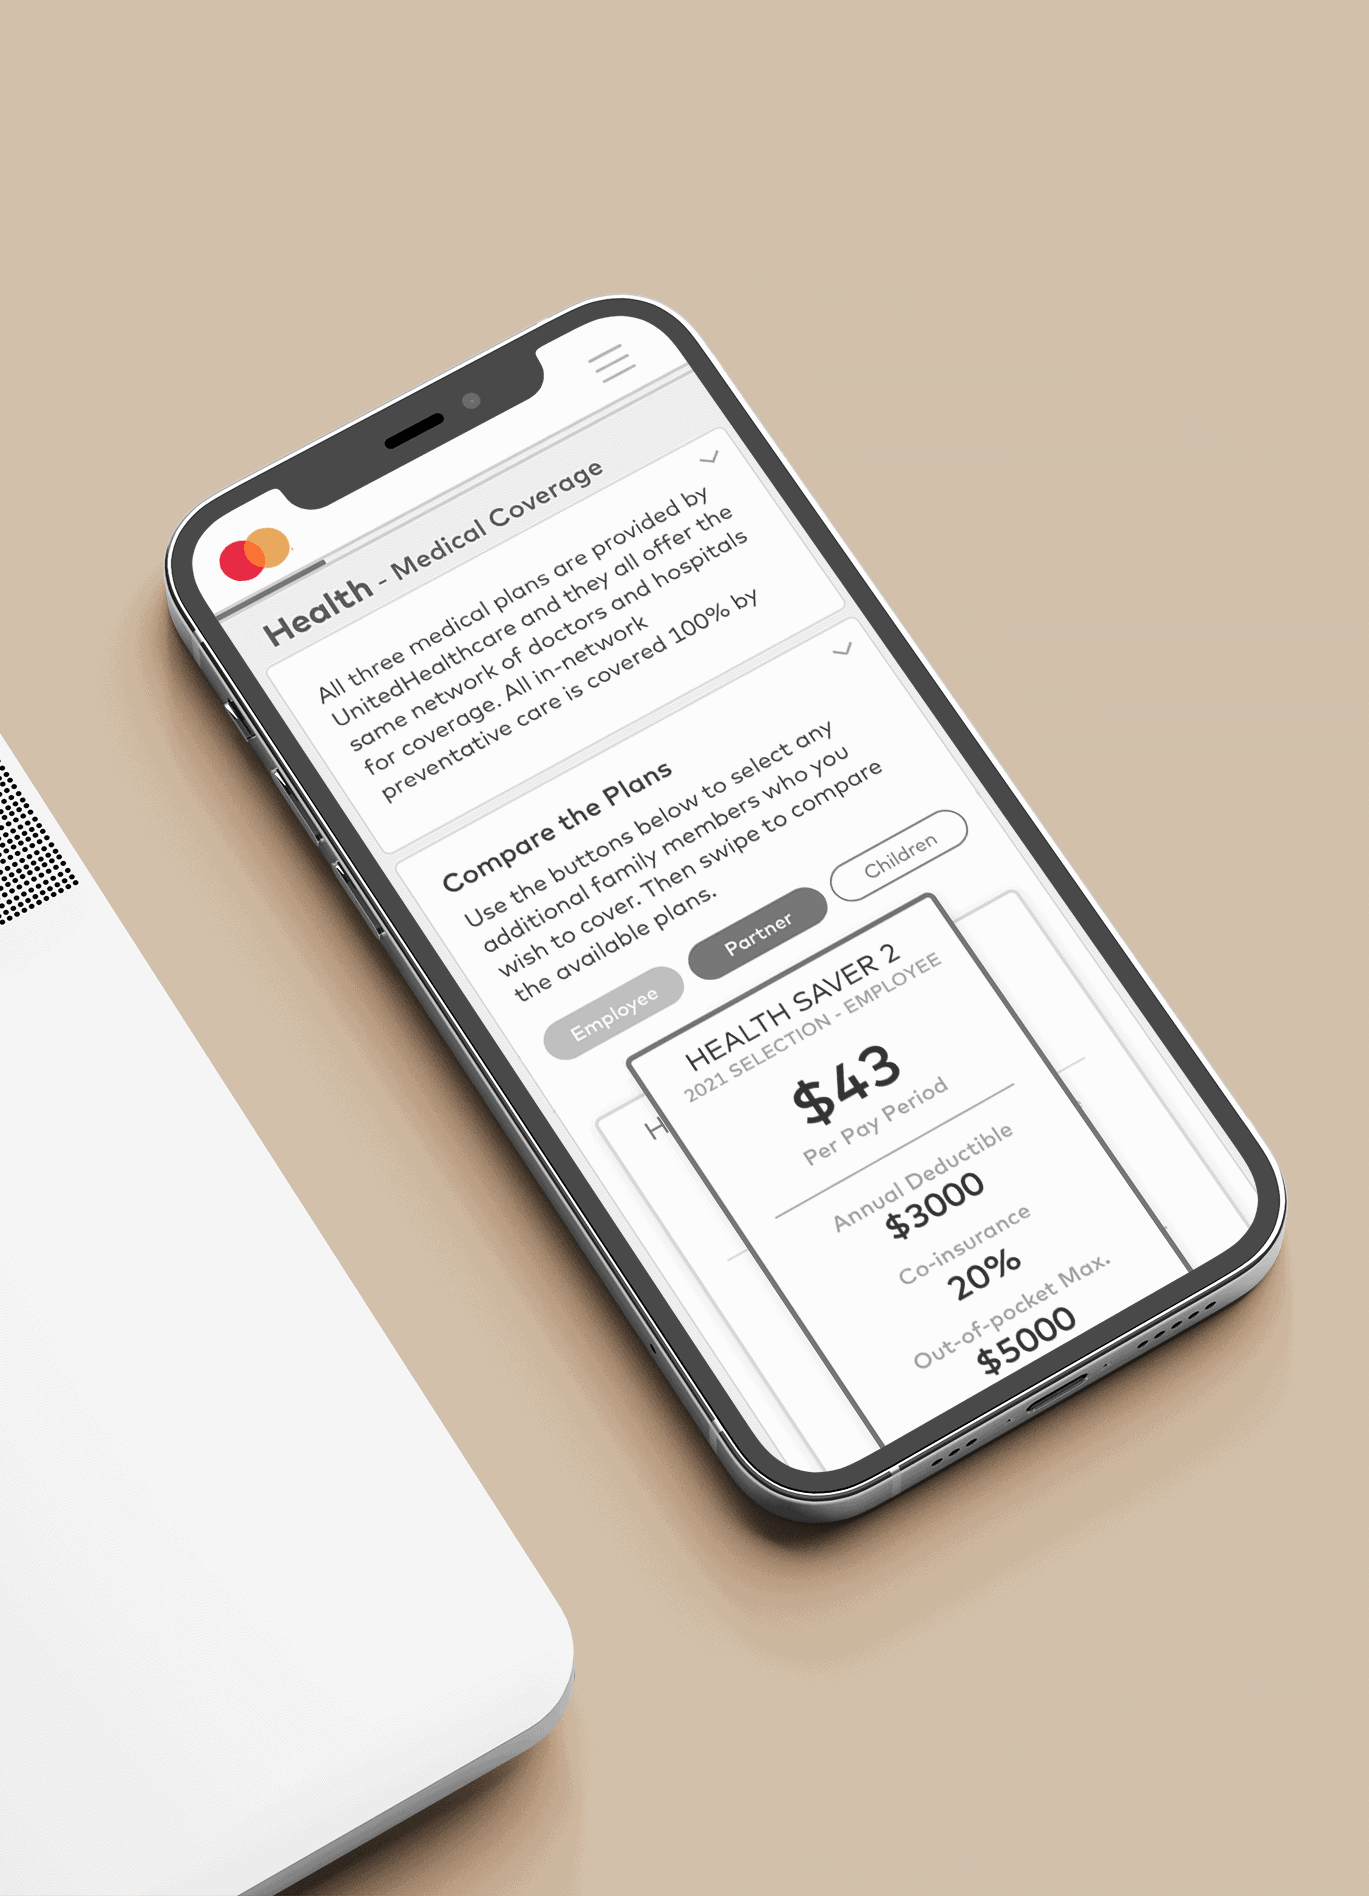 Health - Medical Coverage
All three medical plans are provided by
UnitedHealthcare and they all offer the
same network of doctors and hospitals
for coverage. All in-network
preventative care is covered 100% by
Compare the Plans
Use the buttons below to select any
additional family members who you
wish to cover. Then swipe to compare
the available plans.
Employee
Partner
Children
HEALTH SAVER 2
2021 SELECTION - EMPLOYEE
$43
Per Pay Period
Annual Deductible
$3000
Co-insurance
20%
Out-of-pocket Max.
$5000
H